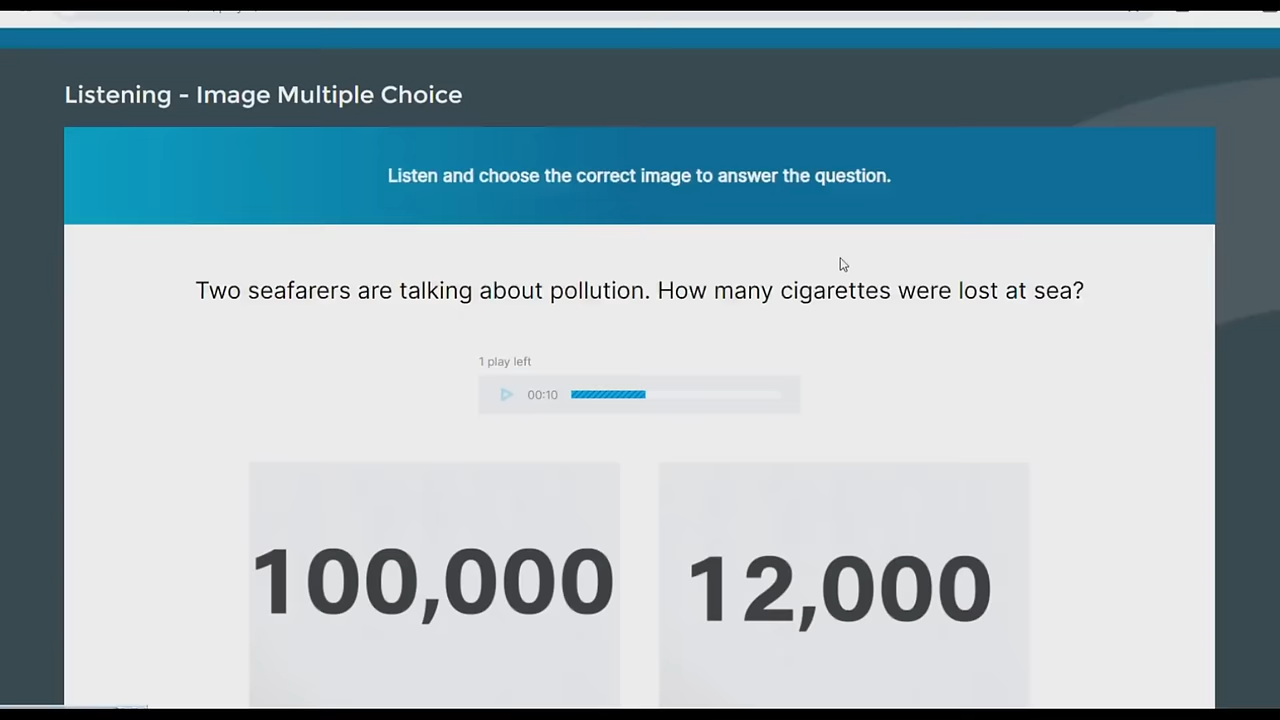 Listening - Image Multiple Choice
Listen and choose the correct image to answer the question.
Two seafarers are talking about pollution. How many cigarettes were lost at sea?
1 play left
00:10
100,000
12,000